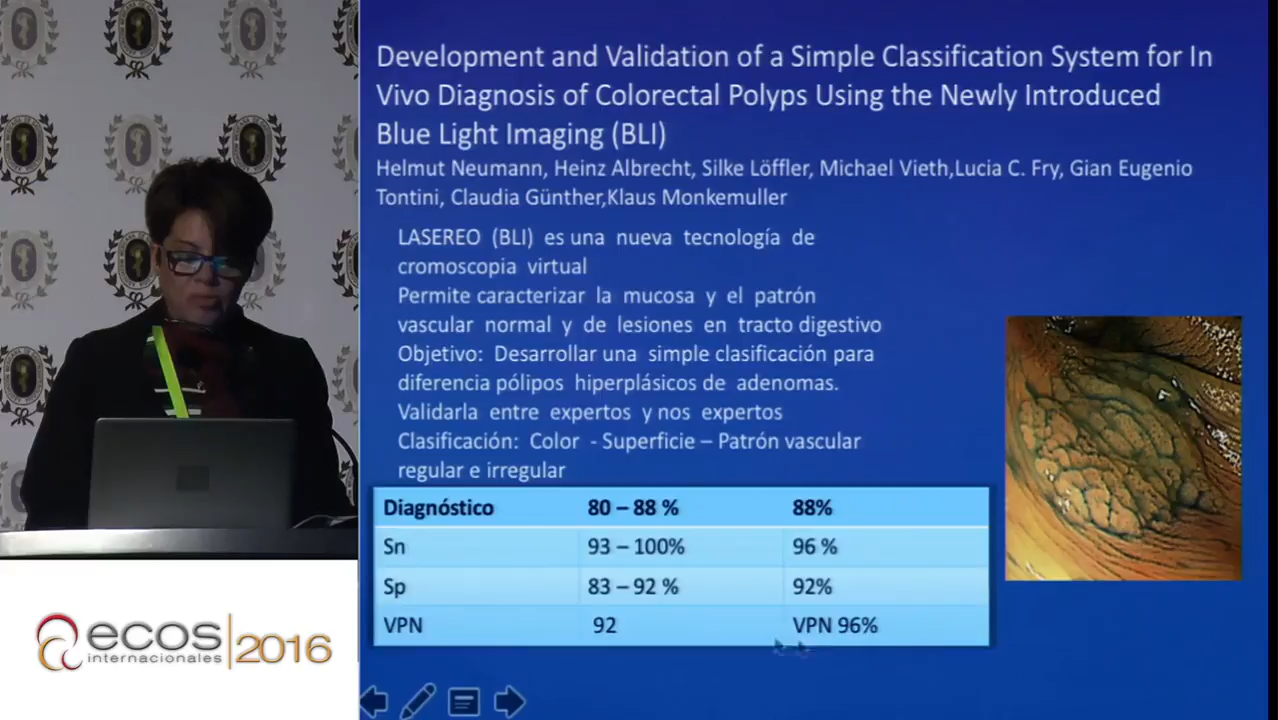 Development and Validation of a Simple Classification System for In
Vivo Diagnosis of Colorectal Polyps Using the Newly Introduced
Blue Light Imaging (BLI)
Helmut Neumann, Heinz Albrecht, Silke Löffler, Michael Vieth,Lucia C. Fry, Gian Eugenio
Tontini, Claudia Günther,Klaus Monkemuller
LASEREO (BLI) es una nueva tecnología de
cromoscopia virtual
Permite caracterizar la mucosa y el patrón
vascular normal y de lesiones en tracto digestivo
Objetivo: Desarrollar una simple clasificación para
diferencia pólipos hiperplásicos de adenomas.
Validarla entre expertos y nos expertos
Clasificación: Color - Superficie – Patrón vascular
regular e irregular
Diagnóstico 80 – 88 % 88%
Sn 93 – 100% 96 %
Sp 83 – 92 % 92%
VPN 92 VPN 96%
ecos 2016
internacionales